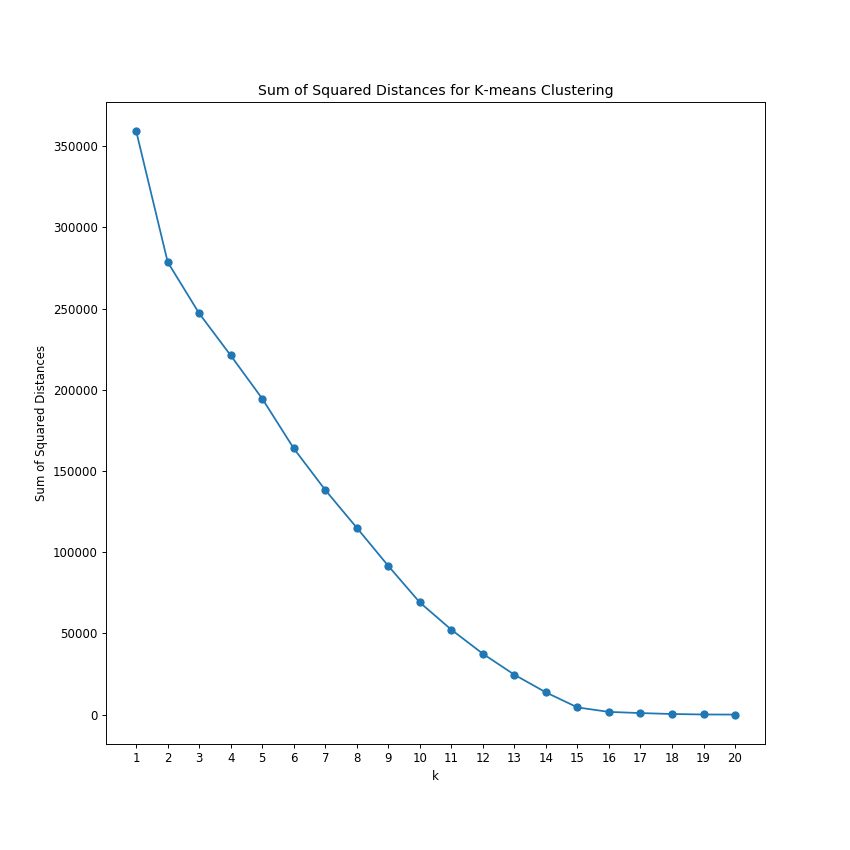 Sum of Squared Distances for K-means Clustering
350000
300000
250000
200000
150000
100000
50000
0
Sum of Squared Distances
1 2 3 4 5 6 7 8 9 10 11 12 13 14 15 16 17 18 19 20
k